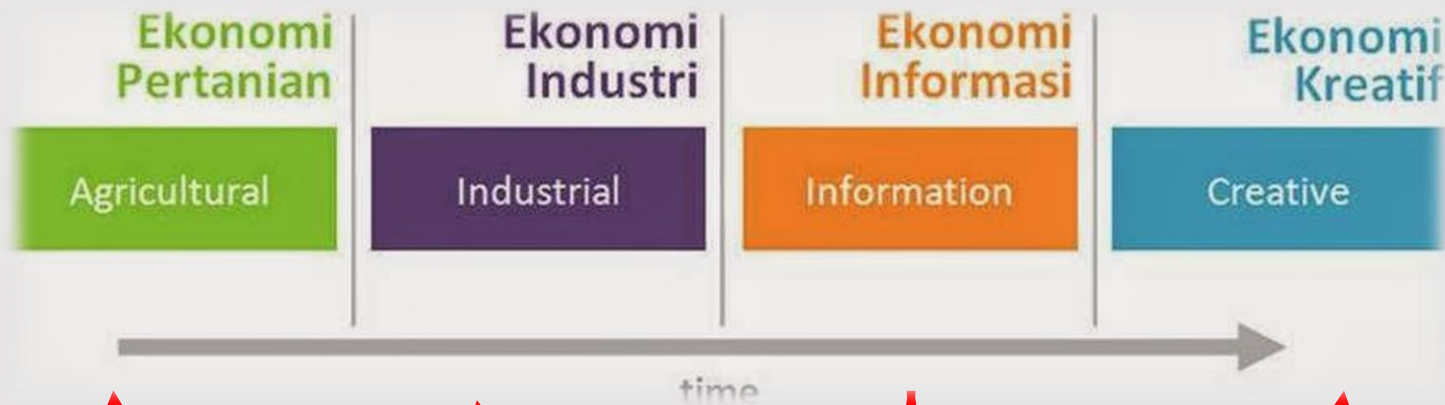 Ekonomi
Pertanian
Ekonomi
Industri
Ekonomi
Informasi
Ekonomi
Kreatif
Agricultural
Industrial
Information
Creative
time